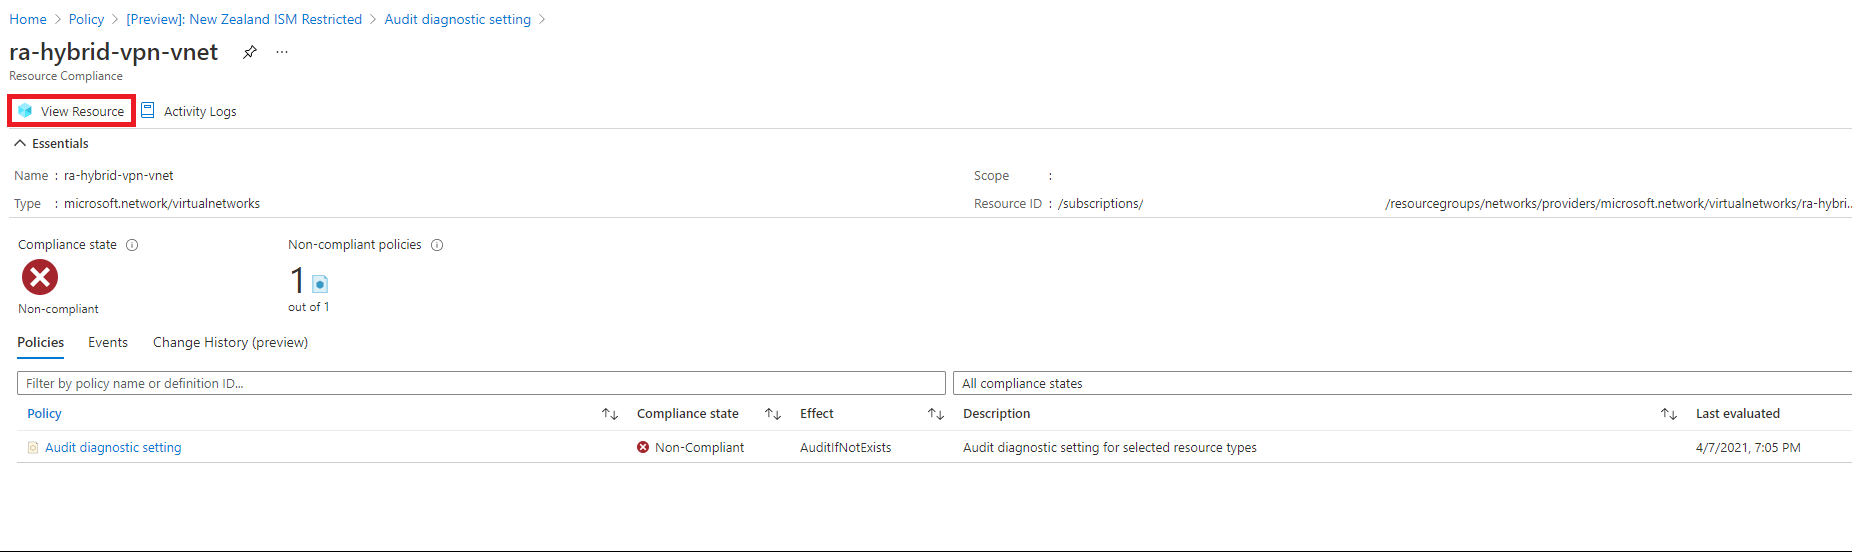 Home > Policy > [Preview]: New Zealand ISM Restricted > Audit diagnostic setting >
ra-hybrid-vpn-vnet ...
Resource Compliance
View Resource Activity Logs
Essentials
Name : ra-hybrid-vpn-vnet Scope :
Type : microsoft.network/virtualnetworks Resource ID : /subscriptions/ /resourcegroups/networks/providers/microsoft.network/virtualnetworks/ra-hybri...
Compliance state Non-compliant policies
1
Non-compliant out of 1
Policies Events Change History (preview)
Filter by policy name or definition ID... All compliance states
Policy Compliance state Effect Description Last evaluated
Audit diagnostic setting Non-Compliant AuditIfNotExists Audit diagnostic setting for selected resource types 4/7/2021, 7:05 PM